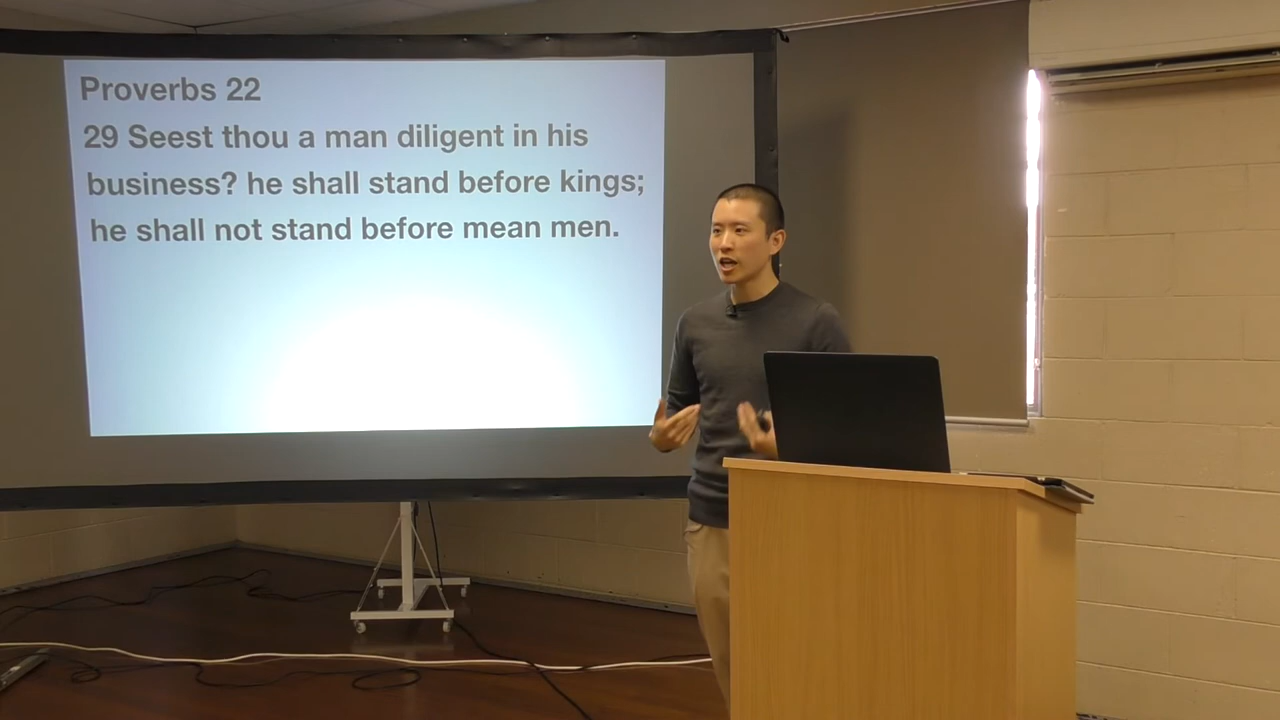 Proverbs 22
29 Seest thou a man diligent in his
business? he shall stand before kings;
he shall not stand before mean men.